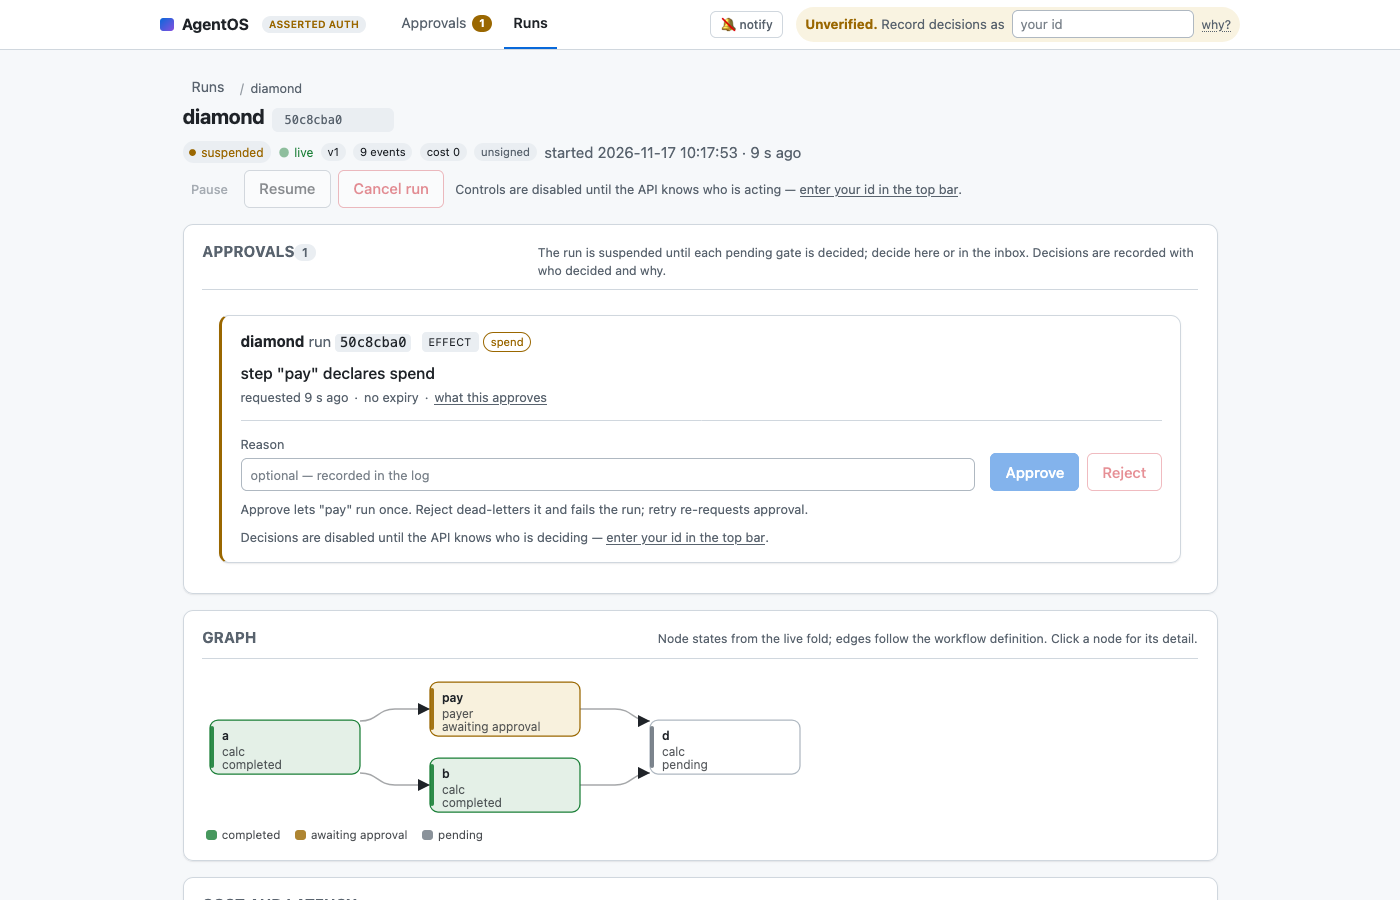 AgentOS ASSERTED AUTH Approvals 1 Runs notify Unverified. Record decisions as your id why?
Runs / diamond
diamond 50c8cba0
suspended live v1 9 events cost 0 unsigned started 2026-11-17 10:17:53 · 9 s ago
Pause Resume Cancel run Controls are disabled until the API knows who is acting — enter your id in the top bar.
APPROVALS 1
The run is suspended until each pending gate is decided; decide here or in the inbox. Decisions are recorded with
who decided and why.
diamond run 50c8cba0 EFFECT spend
step "pay" declares spend
requested 9 s ago · no expiry · what this approves
Reason
optional — recorded in the log
Approve Reject
Approve lets "pay" run once. Reject dead-letters it and fails the run; retry re-requests approval.
Decisions are disabled until the API knows who is deciding — enter your id in the top bar.
GRAPH
Node states from the live fold; edges follow the workflow definition. Click a node for its detail.
a
calc
completed
pay
payer
awaiting approval
b
calc
completed
d
calc
pending
completed awaiting approval pending
COST AND LATENCY